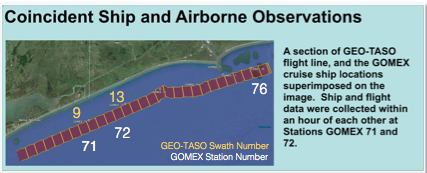 Coincident Ship and Airborne Observations
9
13
76
71
72
GEO-TASO Swath Number
GOMEX Station Number
A section of GEO-TASO
flight line, and the GOMEX
cruise ship locations
superimposed on the
image. Ship and flight
data were collected within
an hour of each other at
Stations GOMEX 71 and
72.